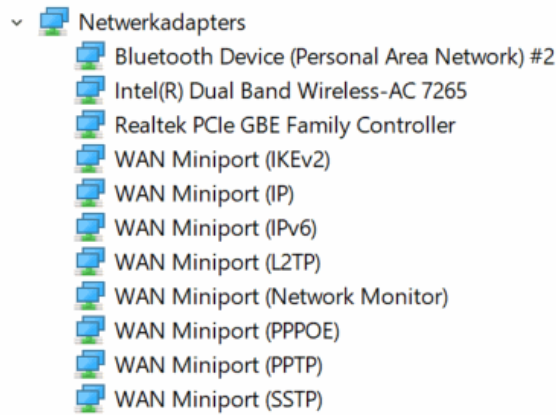 Netwerkadapters
Bluetooth Device (Personal Area Network) #2
Intel(R) Dual Band Wireless-AC 7265
Realtek PCIe GBE Family Controller
WAN Miniport (IKEv2)
WAN Miniport (IP)
WAN Miniport (IPv6)
WAN Miniport (L2TP)
WAN Miniport (Network Monitor)
WAN Miniport (PPPOE)
WAN Miniport (PPTP)
WAN Miniport (SSTP)